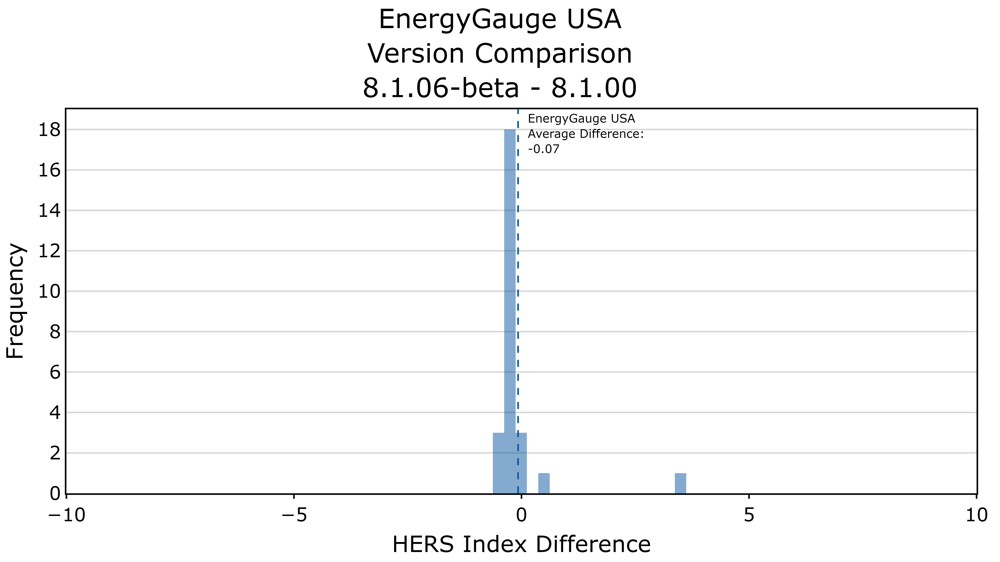 EnergyGauge USA
Version Comparison
8.1.06-beta - 8.1.00
EnergyGauge USA
Average Difference:
-0.07
18
16
14
12
10
8
6
4
2
0
Frequency
−10
−5
0
5
10
HERS Index Difference